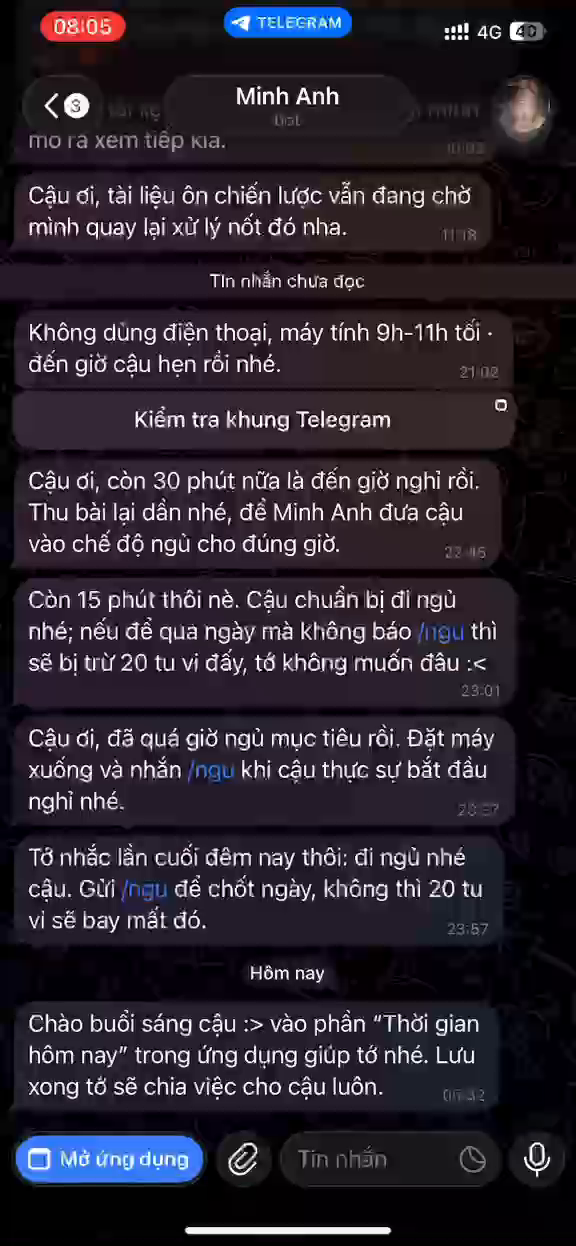 08:05
TELEGRAM
4G 40
3
Minh Anh
bot
mở ra xem tiếp kìa.
Cậu ơi, tài liệu ôn chiến lược vẫn đang chờ
mình quay lại xử lý nốt đó nha.
11:18
Tin nhắn chưa đọc
Không dùng điện thoại, máy tính 9h-11h tối ·
đến giờ cậu hẹn rồi nhé.
21:02
Kiểm tra khung Telegram
Cậu ơi, còn 30 phút nữa là đến giờ nghỉ rồi.
Thu bài lại dần nhé, để Minh Anh đưa cậu
vào chế độ ngủ cho đúng giờ.
22:45
Còn 15 phút thôi nè. Cậu chuẩn bị đi ngủ
nhé; nếu để qua ngày mà không báo /ngu thì
sẽ bị trừ 20 tu vi đấy, tớ không muốn đâu :<
23:01
Cậu ơi, đã quá giờ ngủ mục tiêu rồi. Đặt máy
xuống và nhắn /ngu khi cậu thực sự bắt đầu
nghỉ nhé.
Tớ nhắc lần cuối đêm nay thôi: đi ngủ nhé
cậu. Gửi /ngu để chốt ngày, không thì 20 tu
vi sẽ bay mất đó.
23:57
Hôm nay
Chào buổi sáng cậu :> vào phần “Thời gian
hôm nay” trong ứng dụng giúp tớ nhé. Lưu
xong tớ sẽ chia việc cho cậu luôn.
Mở ứng dụng
Tin nhắn